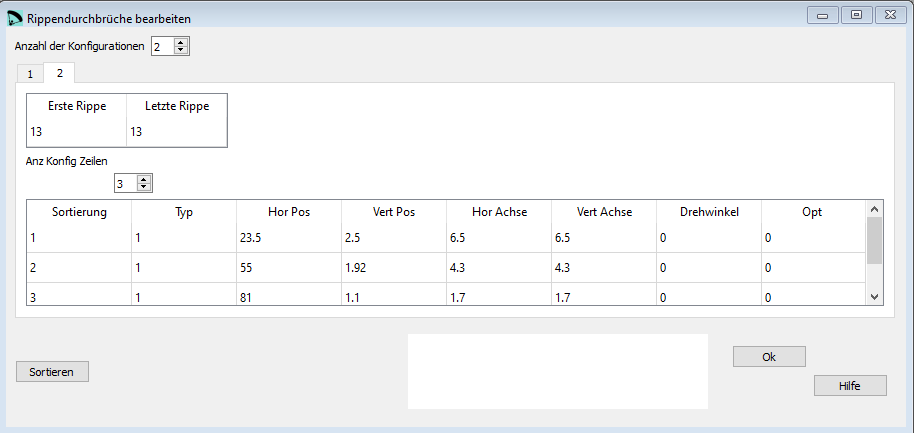 Rippendurchbrüche bearbeiten
Anzahl der Konfigurationen 2
1 2
Erste Rippe Letzte Rippe
13 13
Anz Konfig Zeilen
3
Sortierung Typ Hor Pos Vert Pos Hor Achse Vert Achse Drehwinkel Opt
1 1 23.5 2.5 6.5 6.5 0 0
2 1 55 1.92 4.3 4.3 0 0
3 1 81 1.1 1.7 1.7 0 0
Ok
Sortieren
Hilfe